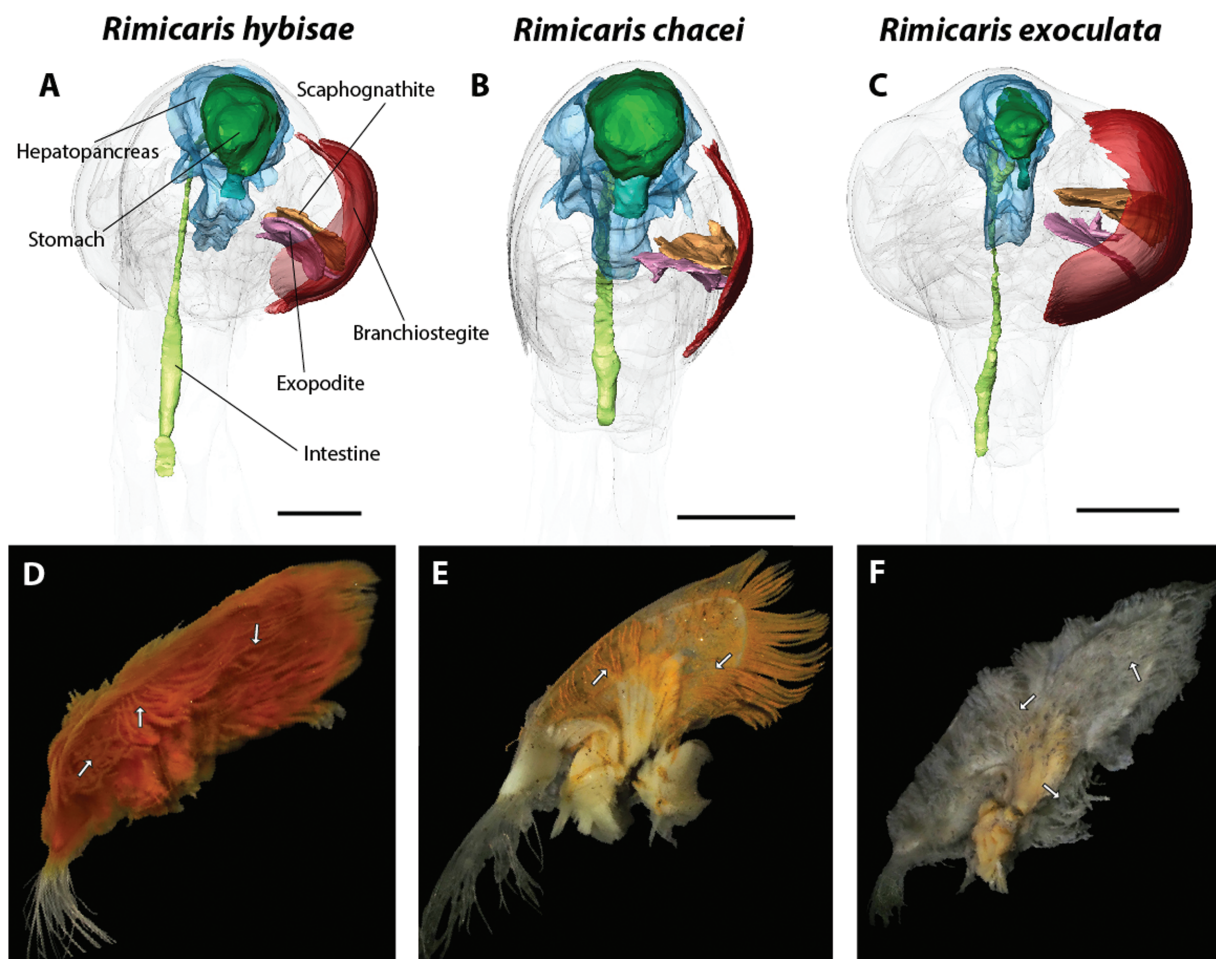 Rimicaris hybisae
Rimicaris chacei
Rimicaris exoculata
A
B
C
Scaphognathite
Hepatopancreas
Stomach
Branchiostegite
Exopodite
Intestine
D
E
F